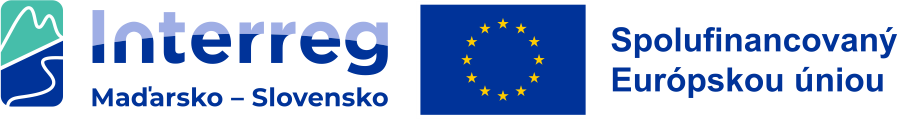 Interreg
Maďarsko – Slovensko
Spolufinancovaný
Európskou úniou